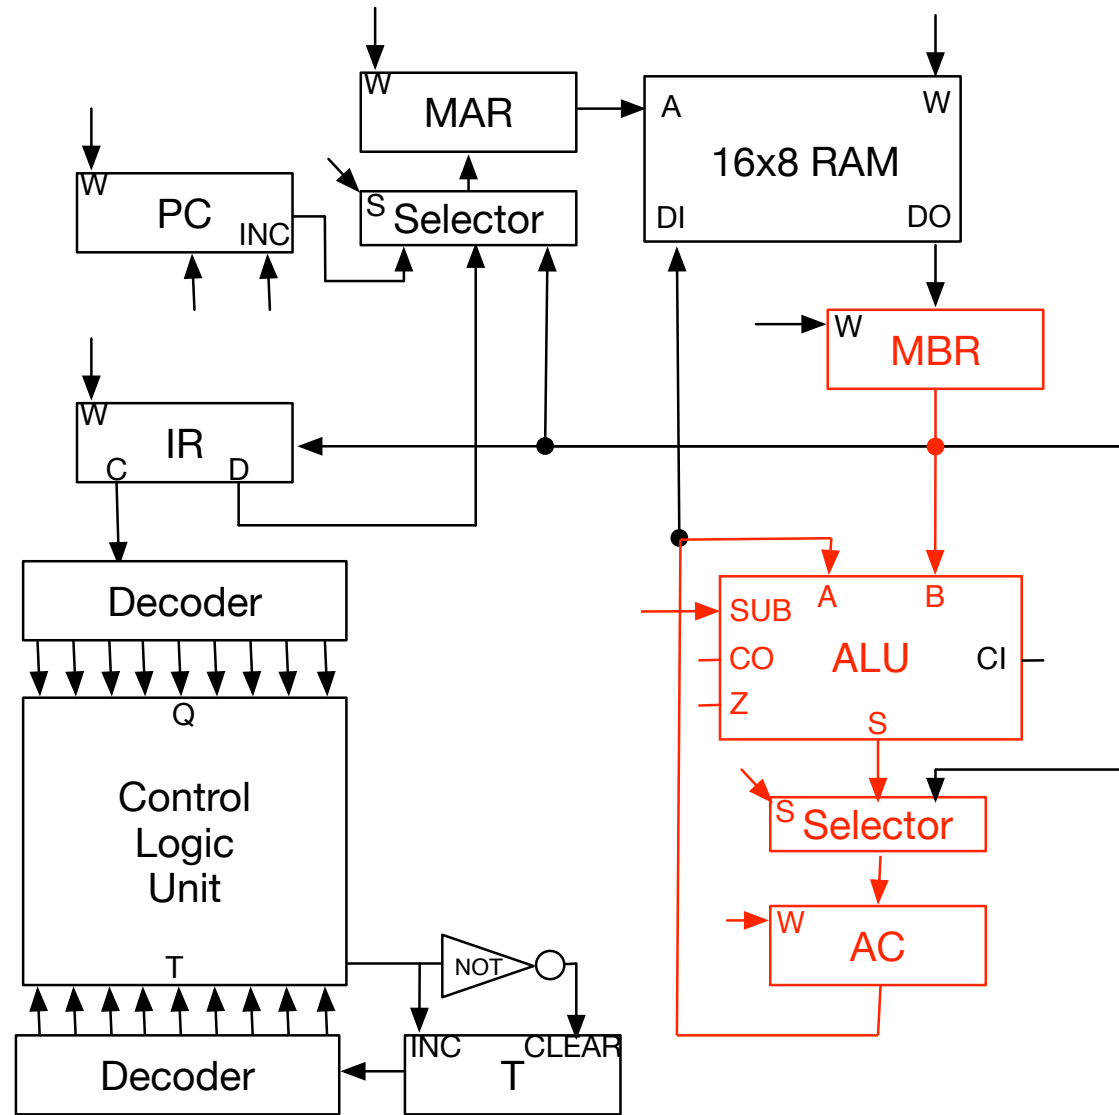 W
MAR
A
W
16x8 RAM
DI
DO
W
PC
INC
S
Selector
W
MBR
W
IR
C
D
Decoder
A
B
SUB
CO
ALU
CI
Z
S
Q
Control
Logic
Unit
T
S
Selector
W
AC
NOT
INC
CLEAR
T
Decoder